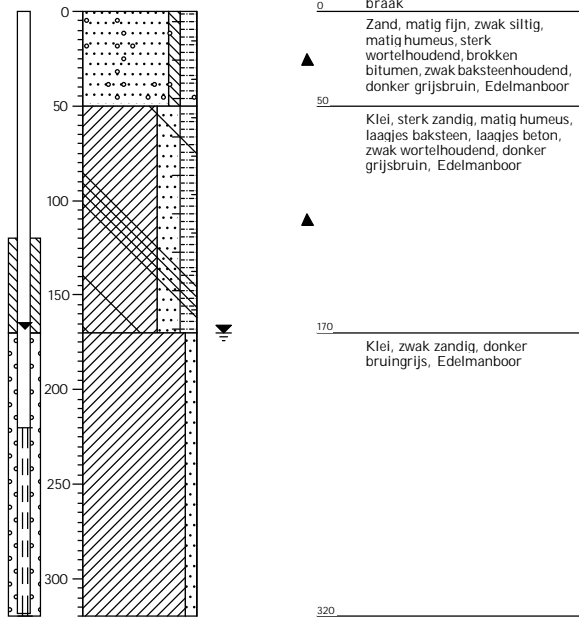 0
50
100
150
200
250
300
0
braak
Zand, matig fijn, zwak siltig,
matig humeus, sterk
wortelhoudend, brokken
bitumen, zwak baksteenhoudend,
donker grijsbruin, Edelmanboor
50
Klei, sterk zandig, matig humeus,
laagjes baksteen, laagjes beton,
zwak wortelhoudend, donker
grijsbruin, Edelmanboor
170
Klei, zwak zandig, donker
bruingrijs, Edelmanboor
320